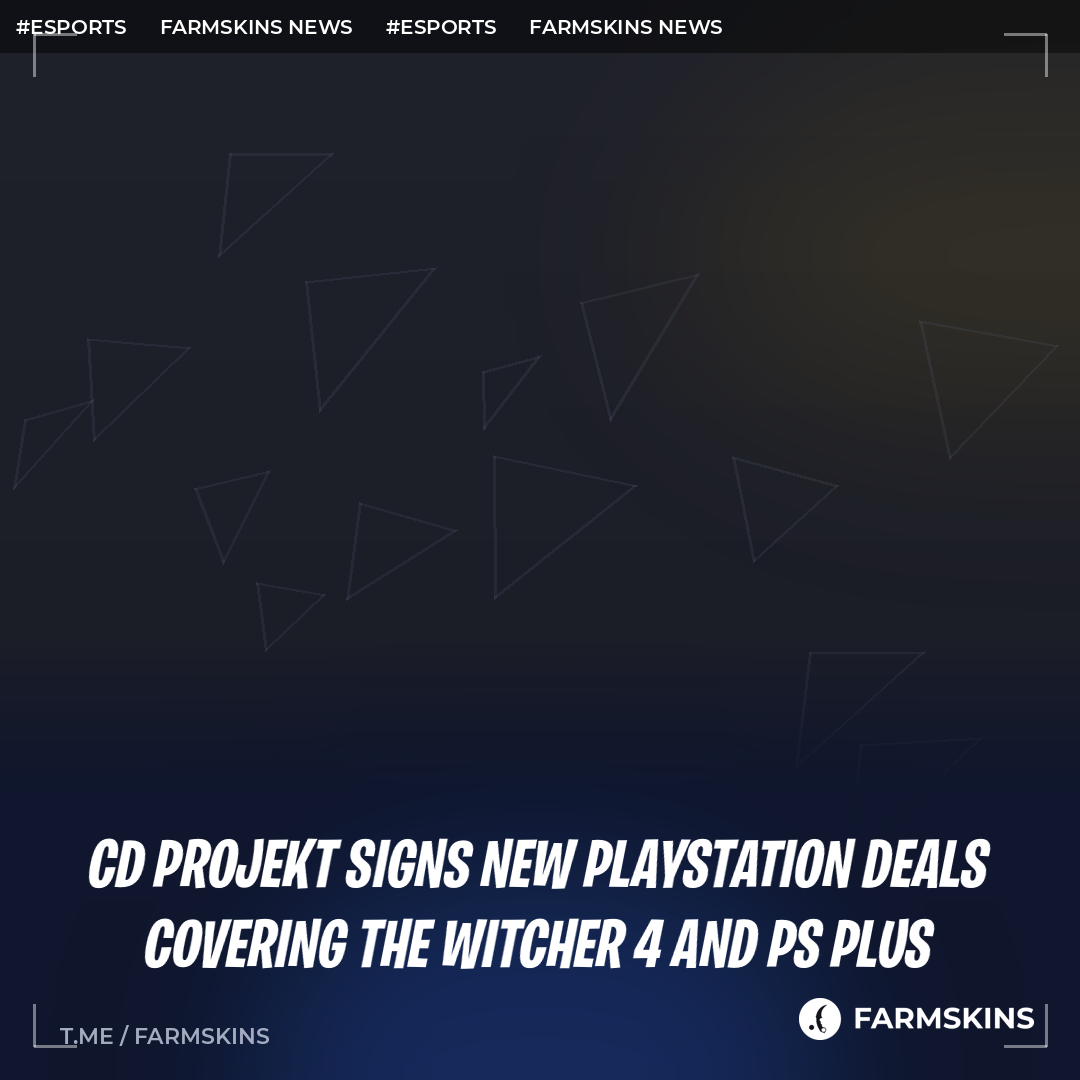 #ESPORTS FARMSKINS NEWS #ESPORTS FARMSKINS NEWS
CD PROJEKT SIGNS NEW PLAYSTATION DEALS
COVERING THE WITCHER 4 AND PS PLUS
T.ME / FARMSKINS
FARMSKINS